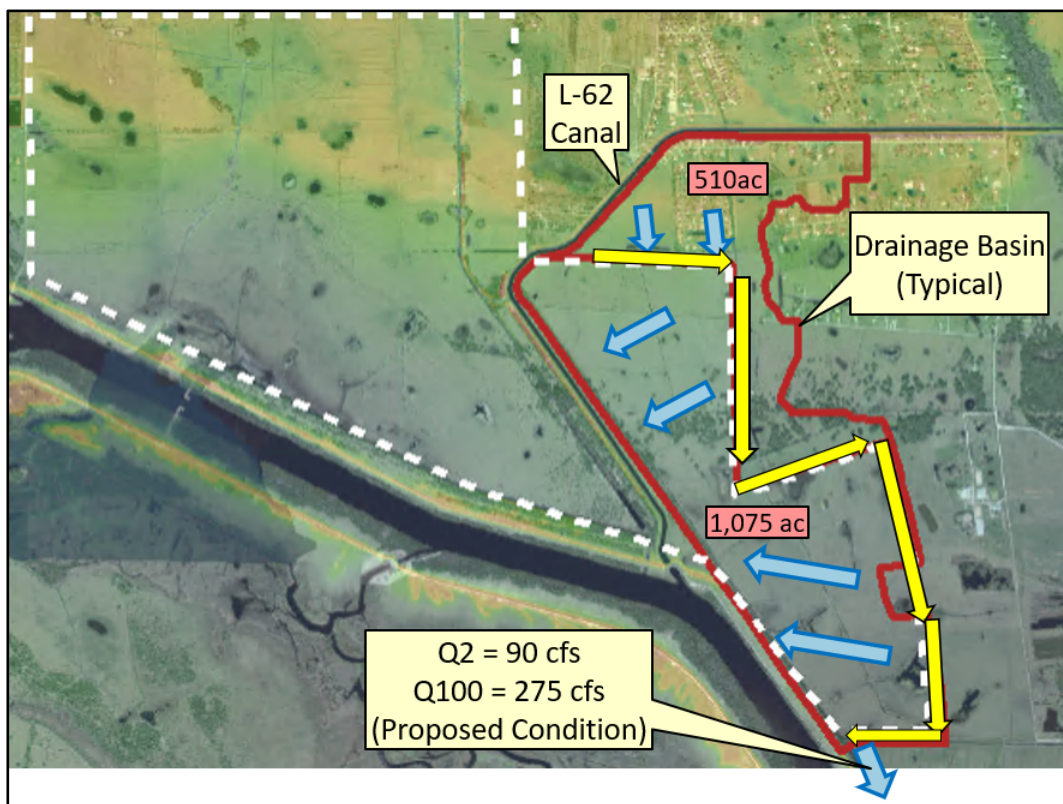 L-62
Canal
510ac
Drainage Basin
(Typical)
1,075 ac
Q2 = 90 cfs
Q100 = 275 cfs
(Proposed Condition)